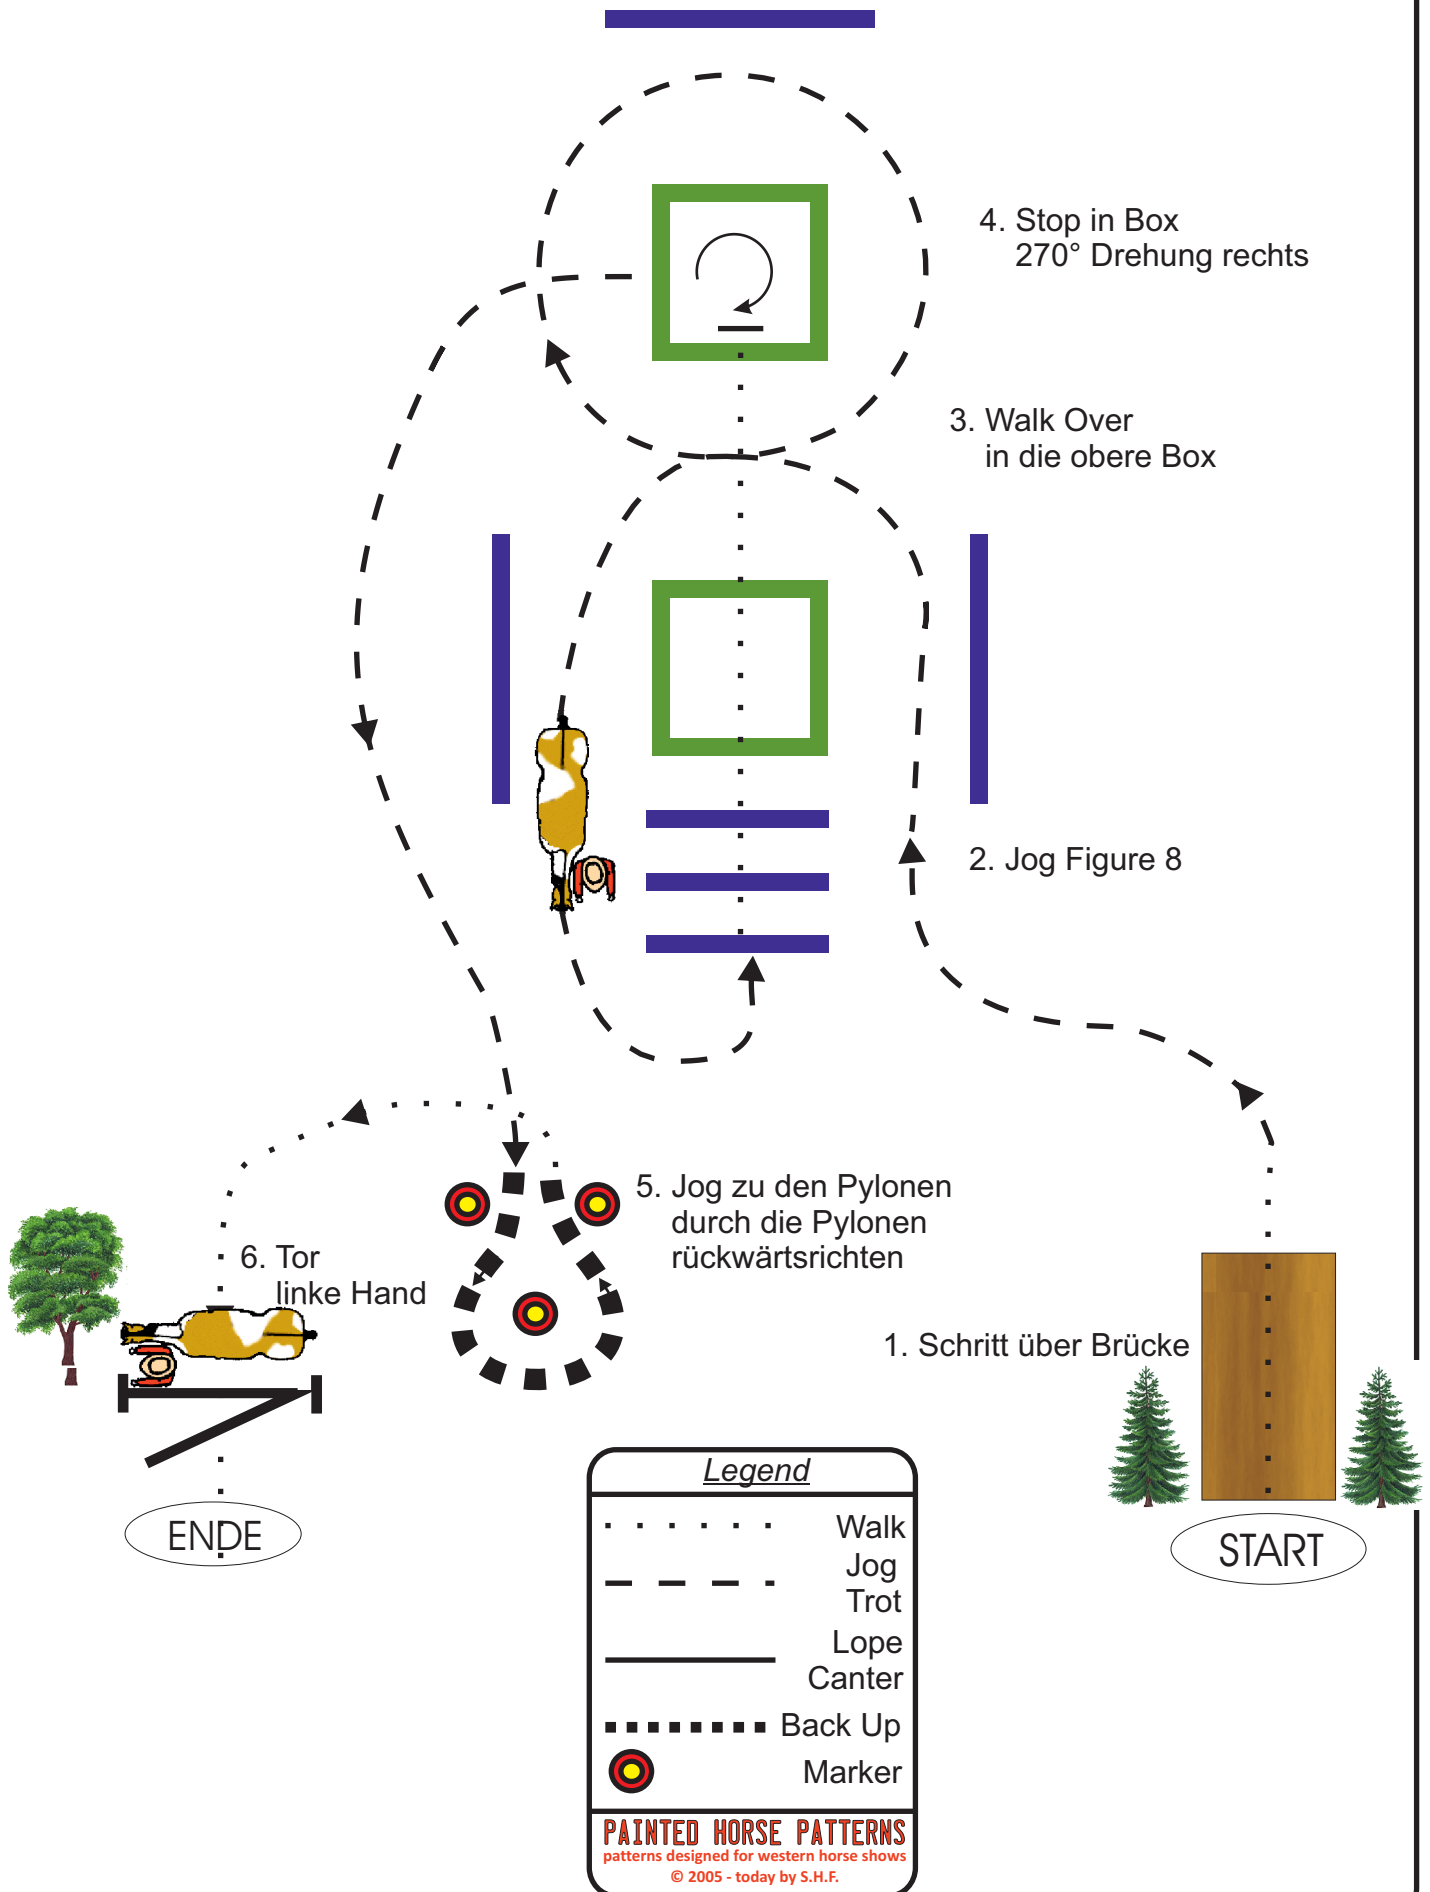 4. Stop in Box
270° Drehung rechts
3. Walk Over
in die obere Box
2. Jog Figure 8
5. Jog zu den Pylonen
durch die Pylonen
rückwärtsrichten
6. Tor
linke Hand
1. Schritt über Brücke
ENDE
START
Legend
Walk
Jog
Trot
Lope
Canter
Back Up
Marker
PAINTED HORSE PATTERNS
patterns designed for western horse shows
© 2005 - today by S.H.F.